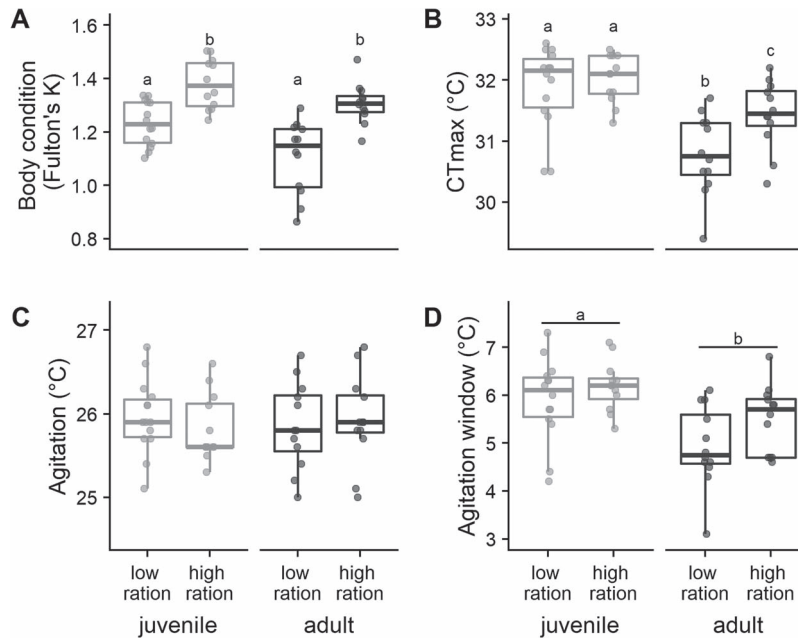 A
Body condition
(Fulton's K)
1.6
1.4
1.2
1.0
0.8
a
b
a
b
B
CTmax (°C)
33
32
31
30
a
a
b
c
C
Agitation (°C)
27
26
25
low
ration
high
ration
low
ration
high
ration
juvenile
adult
D
Agitation window (°C)
7
6
5
4
3
a
b
low
ration
high
ration
low
ration
high
ration
juvenile
adult